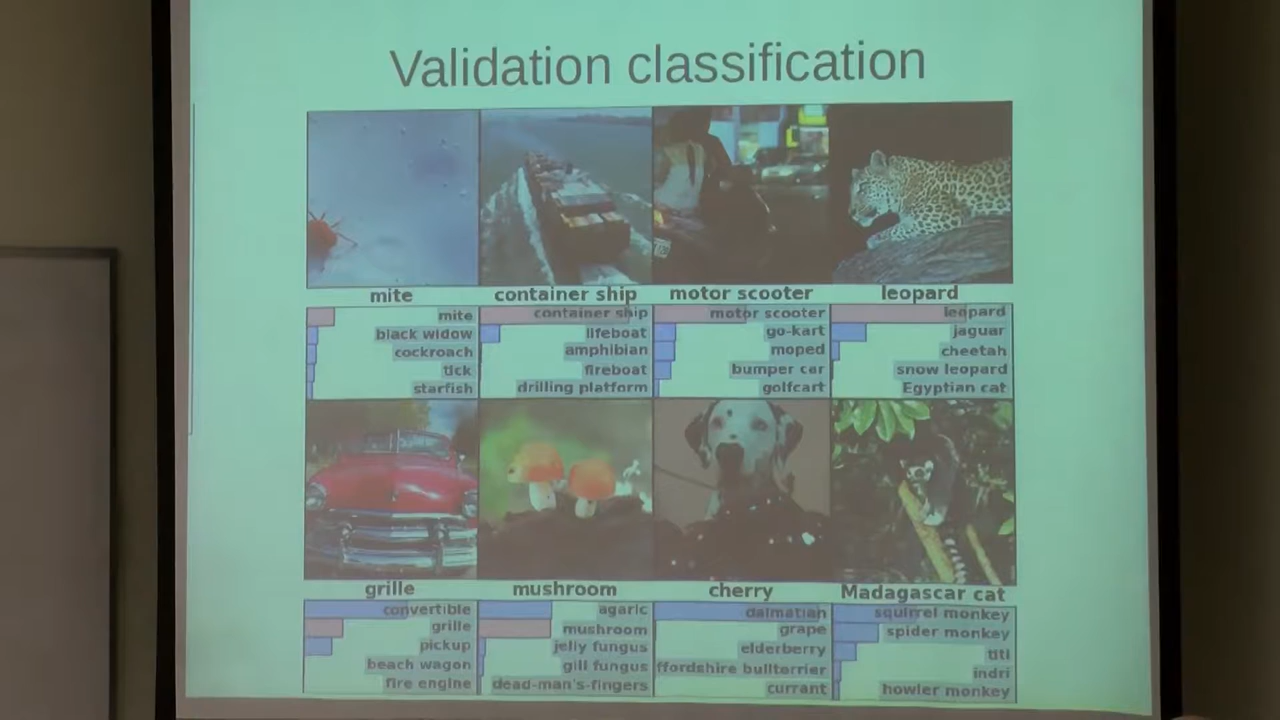 Validation classification
mite container ship motor scooter leopard
mite container ship motor scooter leopard
black widow lifeboat go-kart jaguar
cockroach amphibian moped cheetah
tick fireboat bumper car snow leopard
starfish drilling platform golfcart Egyptian cat
grille mushroom cherry Madagascar cat
convertible agaric dalmatian squirrel monkey
grille mushroom grape spider monkey
pickup jelly fungus elderberry titi
beach wagon gill fungus ffordshire bullterrier indri
fire engine dead-man's-fingers currant howler monkey